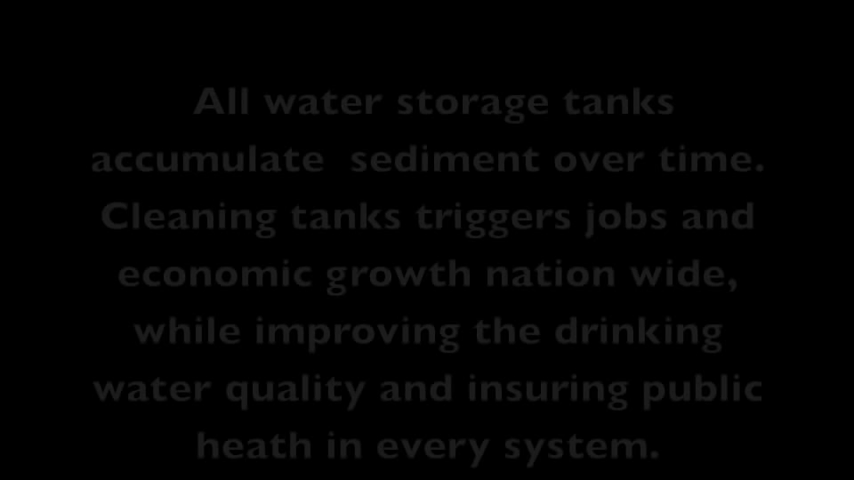 All water storage tanks
accumulate  sediment over time.
Cleaning tanks triggers jobs and
economic growth nation wide,
while improving the drinking
water quality and insuring public
heath in every system.